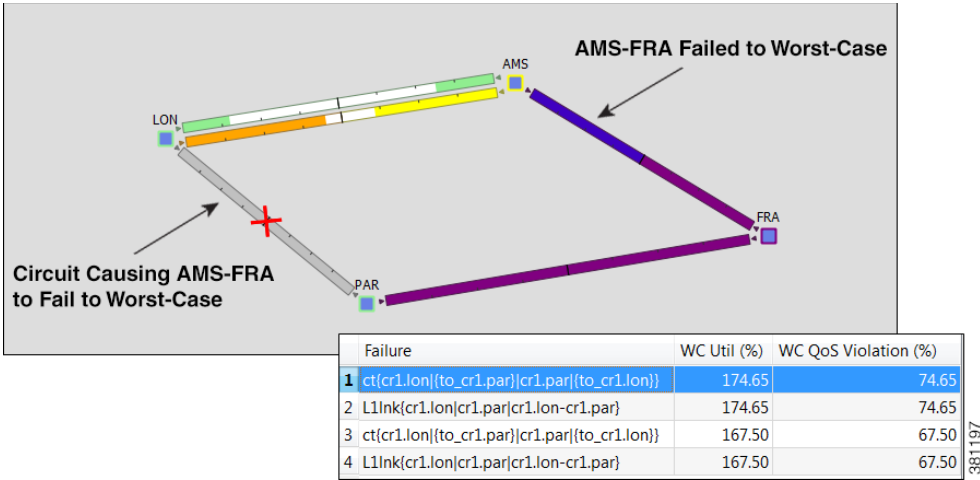 AMS-FRA Failed to Worst-Case
AMS
LON
FRA
Circuit Causing AMS-FRA
to Fail to Worst-Case
PAR
Failure WC Util (%) WC QoS Violation (%)
1 ct{cr1.lon|{to_cr1.par}|cr1.par|{to_cr1.lon}} 174.65 74.65
2 L1lnk{cr1.lon|cr1.par|cr1.lon-cr1.par} 174.65 74.65
3 ct{cr1.lon|{to_cr1.par}|cr1.par|{to_cr1.lon}} 167.50 67.50
4 L1lnk{cr1.lon|cr1.par|cr1.lon-cr1.par} 167.50 67.50
381197